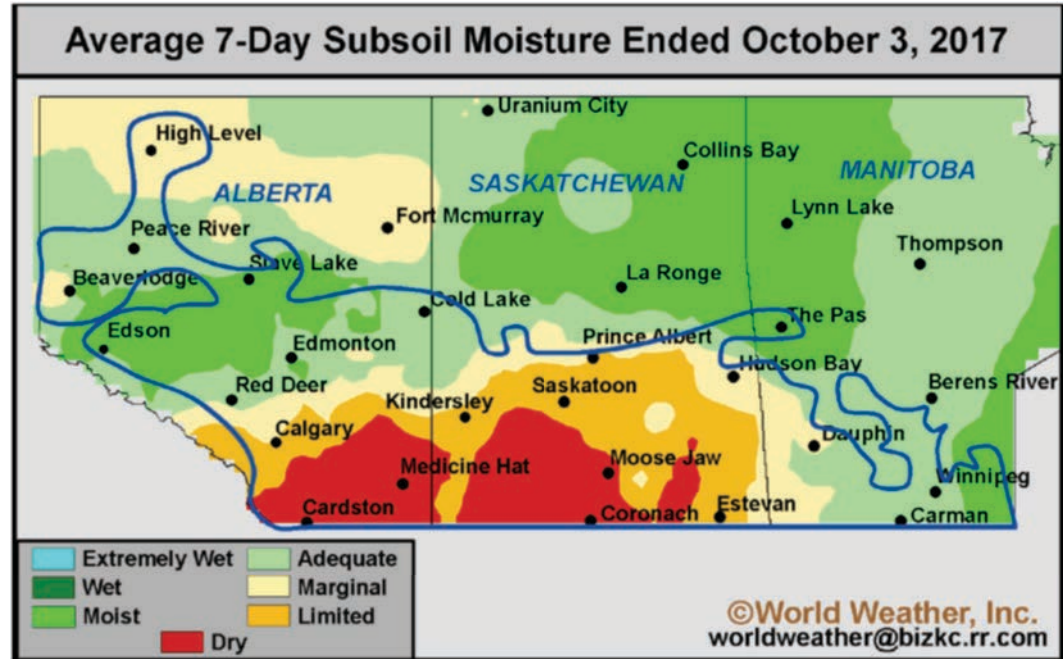 Average 7-Day Subsoil Moisture Ended October 3, 2017
Uranium City
High Level
Collins Bay
ALBERTA
SASKATCHEWAN
MANITOBA
Fort Mcmurray
Lynn Lake
Peace River
Thompson
Beaverlodge
Slave Lake
La Ronge
Cold Lake
The Pas
Edson
Edmonton
Prince Albert
Hudson Bay
Red Deer
Saskatoon
Berens River
Kindersley
Calgary
Dauphin
Medicine Hat
Moose Jaw
Winnipeg
Cardston
Coronach
Estevan
Carman
Extremely Wet
Adequate
Wet
Marginal
Moist
Limited
Dry
©World Weather, Inc.
worldweather@bizkc.rr.com